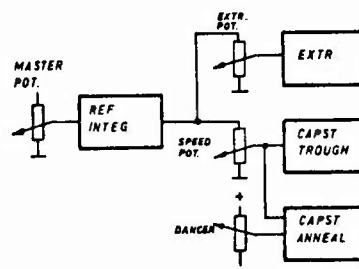 EXTR.
POT.
EXTR
MASTER
POT.
REF
INTEG
SPEED
POT.
CAPST
TROUGH
+
DANCER
CAPST
ANNEAL